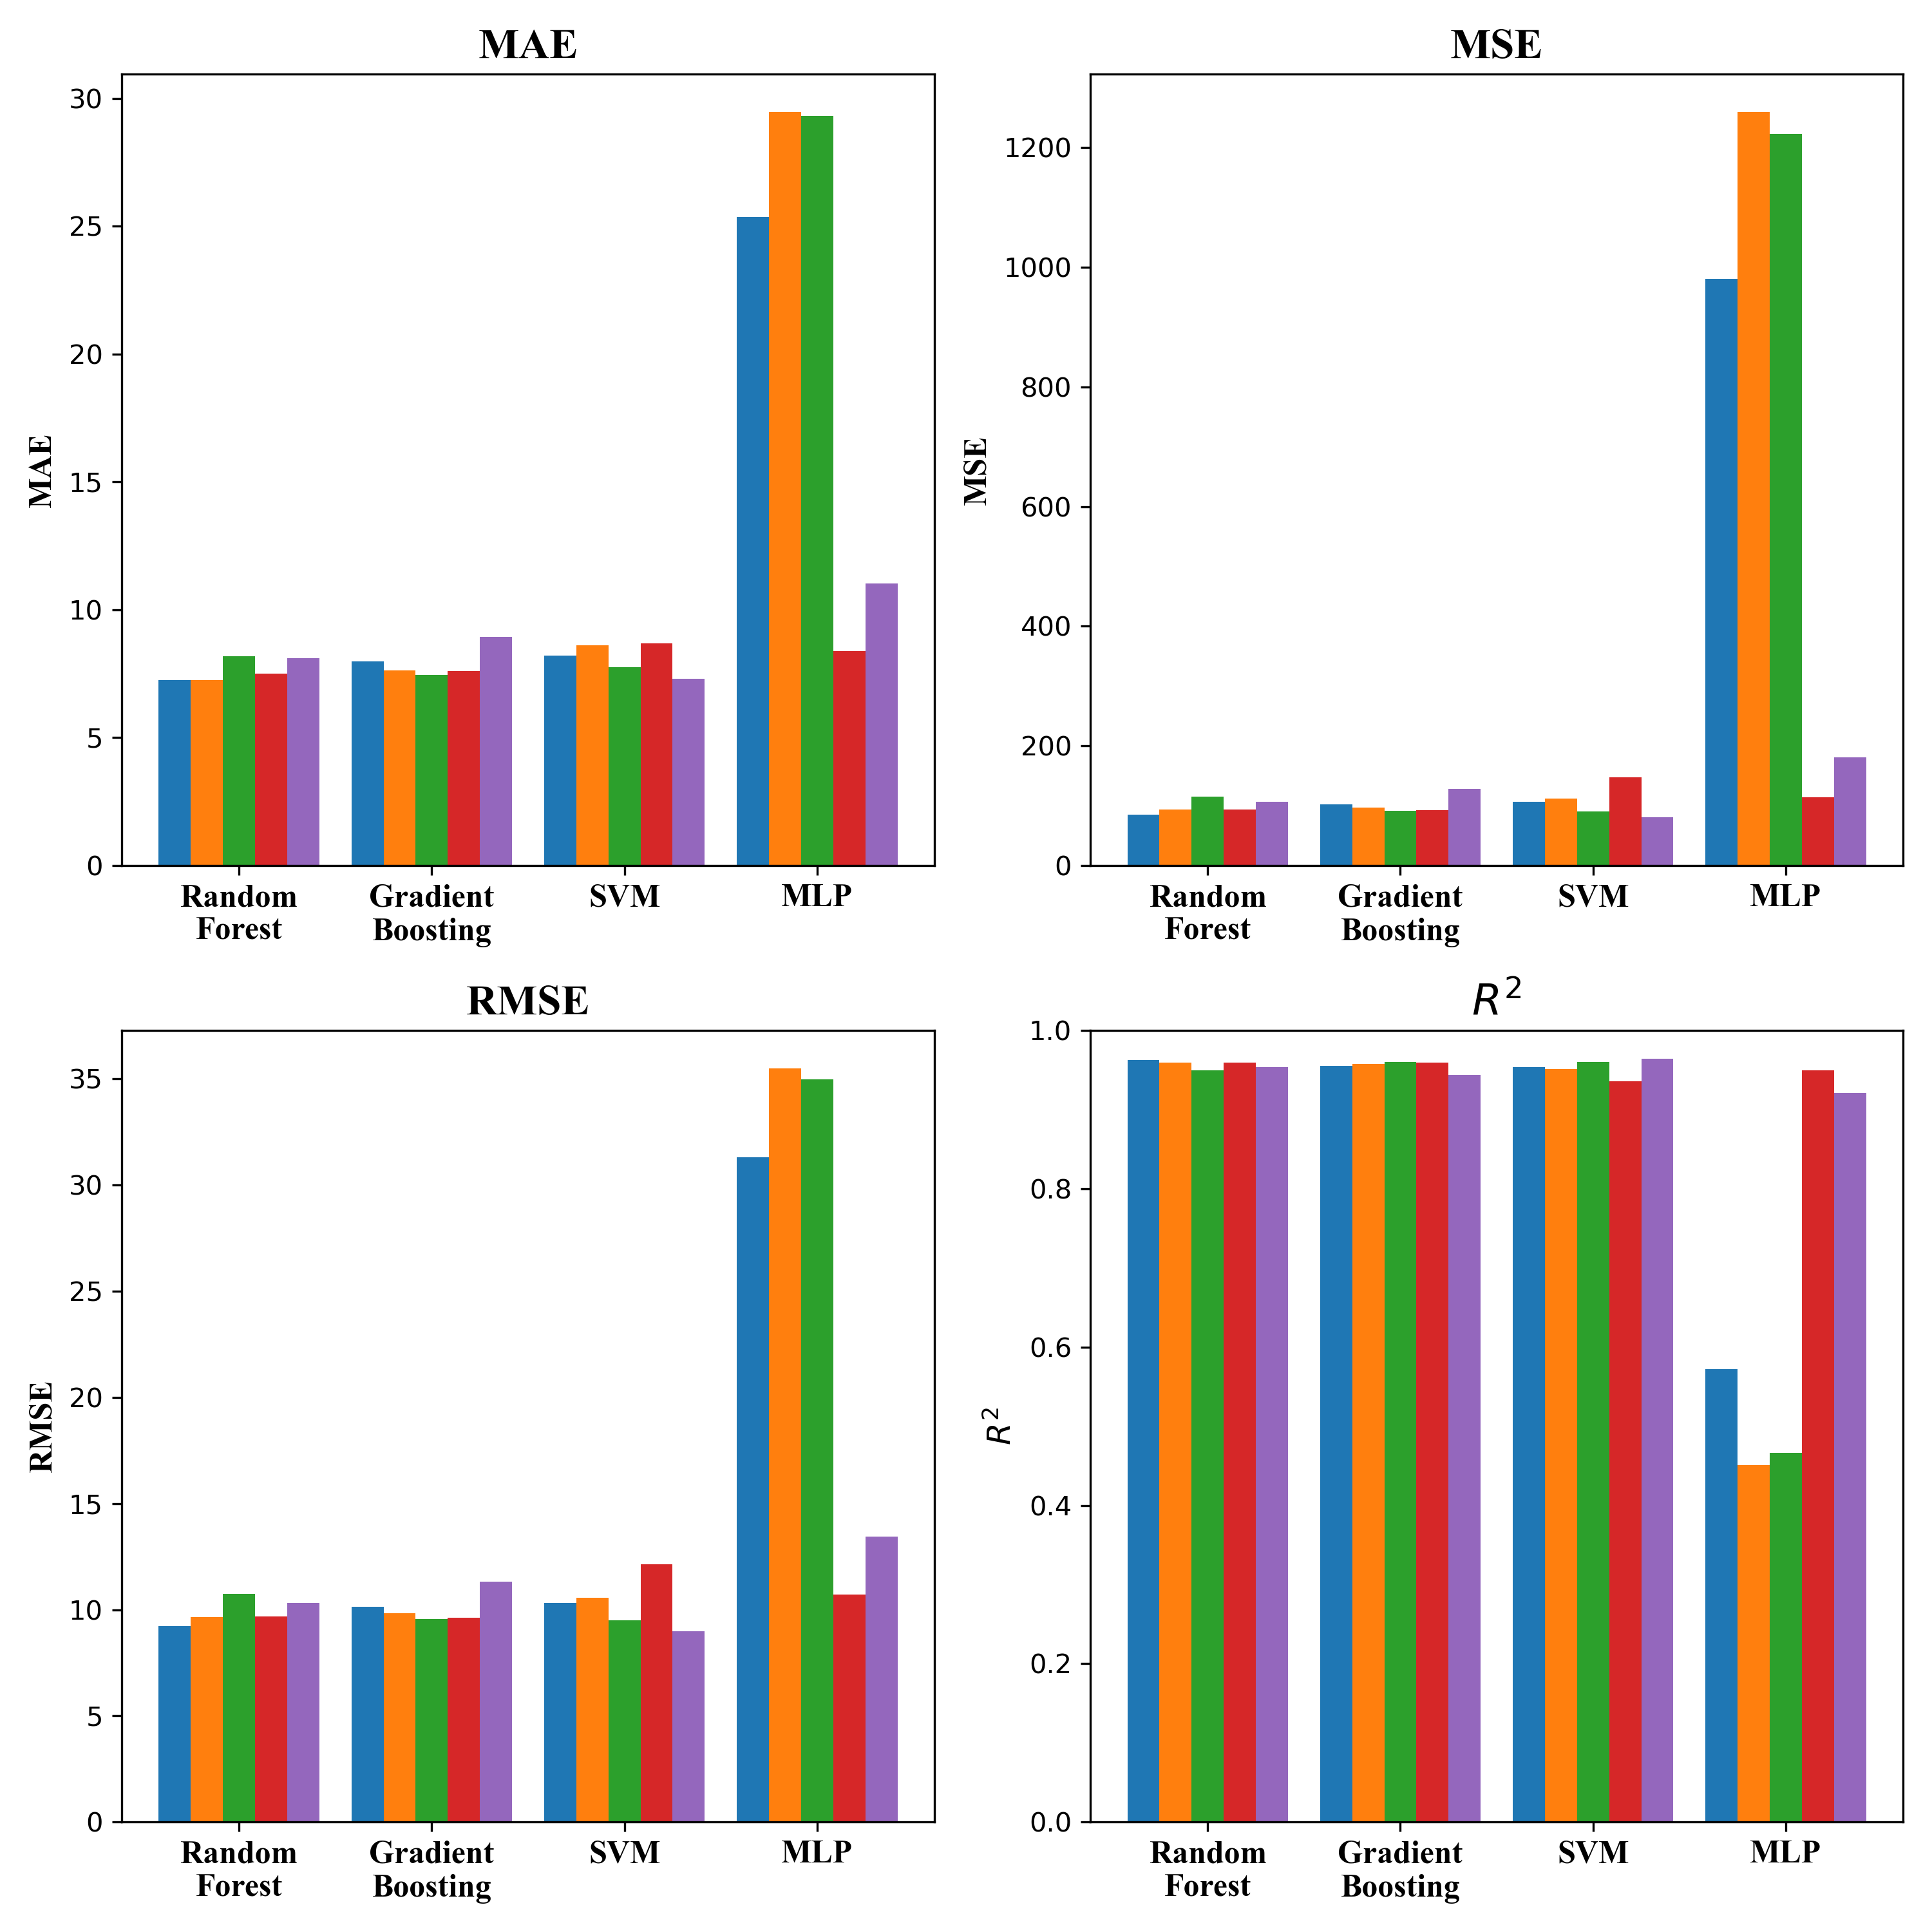 MAE
MAE
30
25
20
15
10
5
0
Random Gradient SVM MLP
Forest Boosting
MSE
MSE
1200
1000
800
600
400
200
0
Random Gradient SVM MLP
Forest Boosting
RMSE
RMSE
35
30
25
20
15
10
5
0
Random Gradient SVM MLP
Forest Boosting
R²
R²
1.0
0.8
0.6
0.4
0.2
0.0
Random Gradient SVM MLP
Forest Boosting